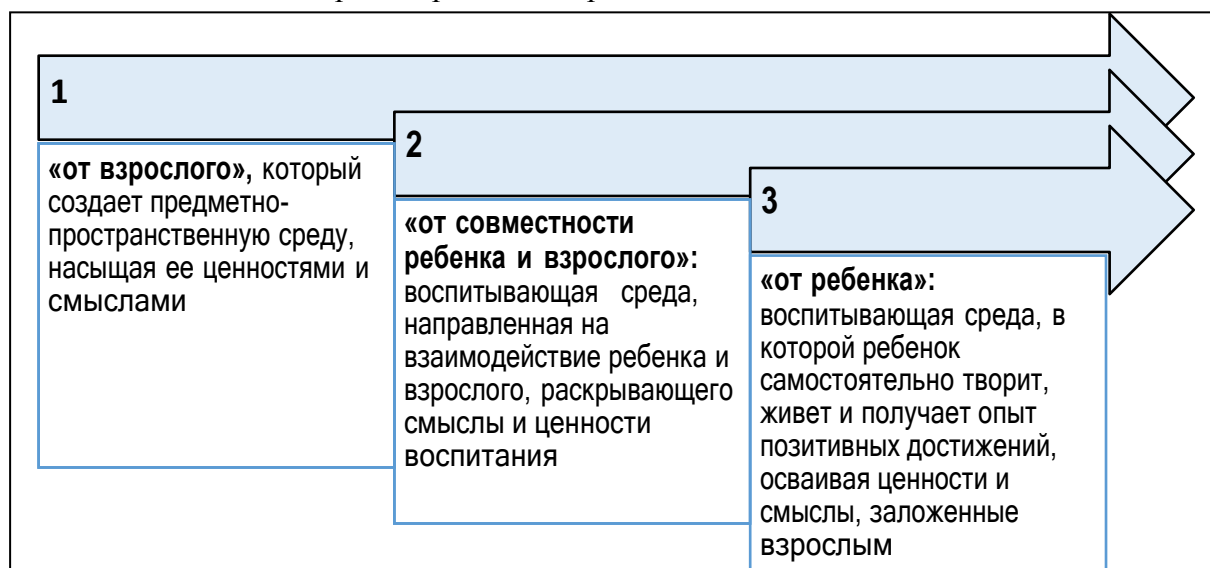 1
«от взрослого», который
создает предметно-
пространственную среду,
насыщая ее ценностями и
смыслами
2
«от совместности
ребенка и взрослого»:
воспитывающая среда,
направленная на
взаимодействие ребенка и
взрослого, раскрывающего
смыслы и ценности
воспитания
3
«от ребенка»:
воспитывающая среда, в
которой ребенок
самостоятельно творит,
живет и получает опыт
позитивных достижений,
осваивая ценности и
смыслы, заложенные
взрослым